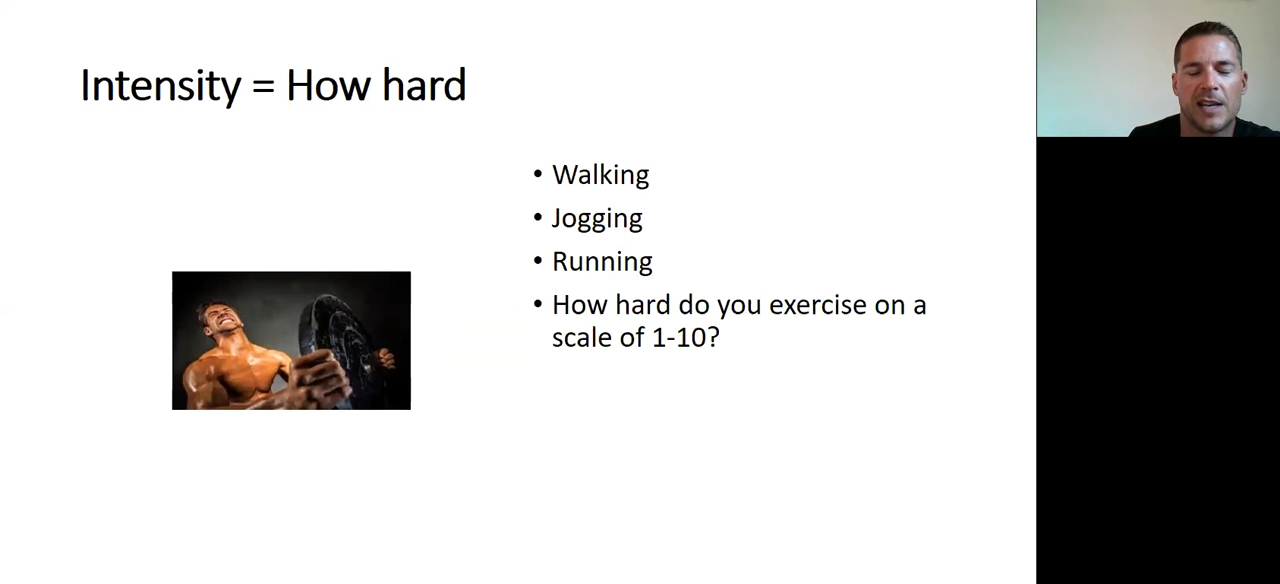 Intensity = How hard
• Walking
• Jogging
• Running
• How hard do you exercise on a
scale of 1-10?